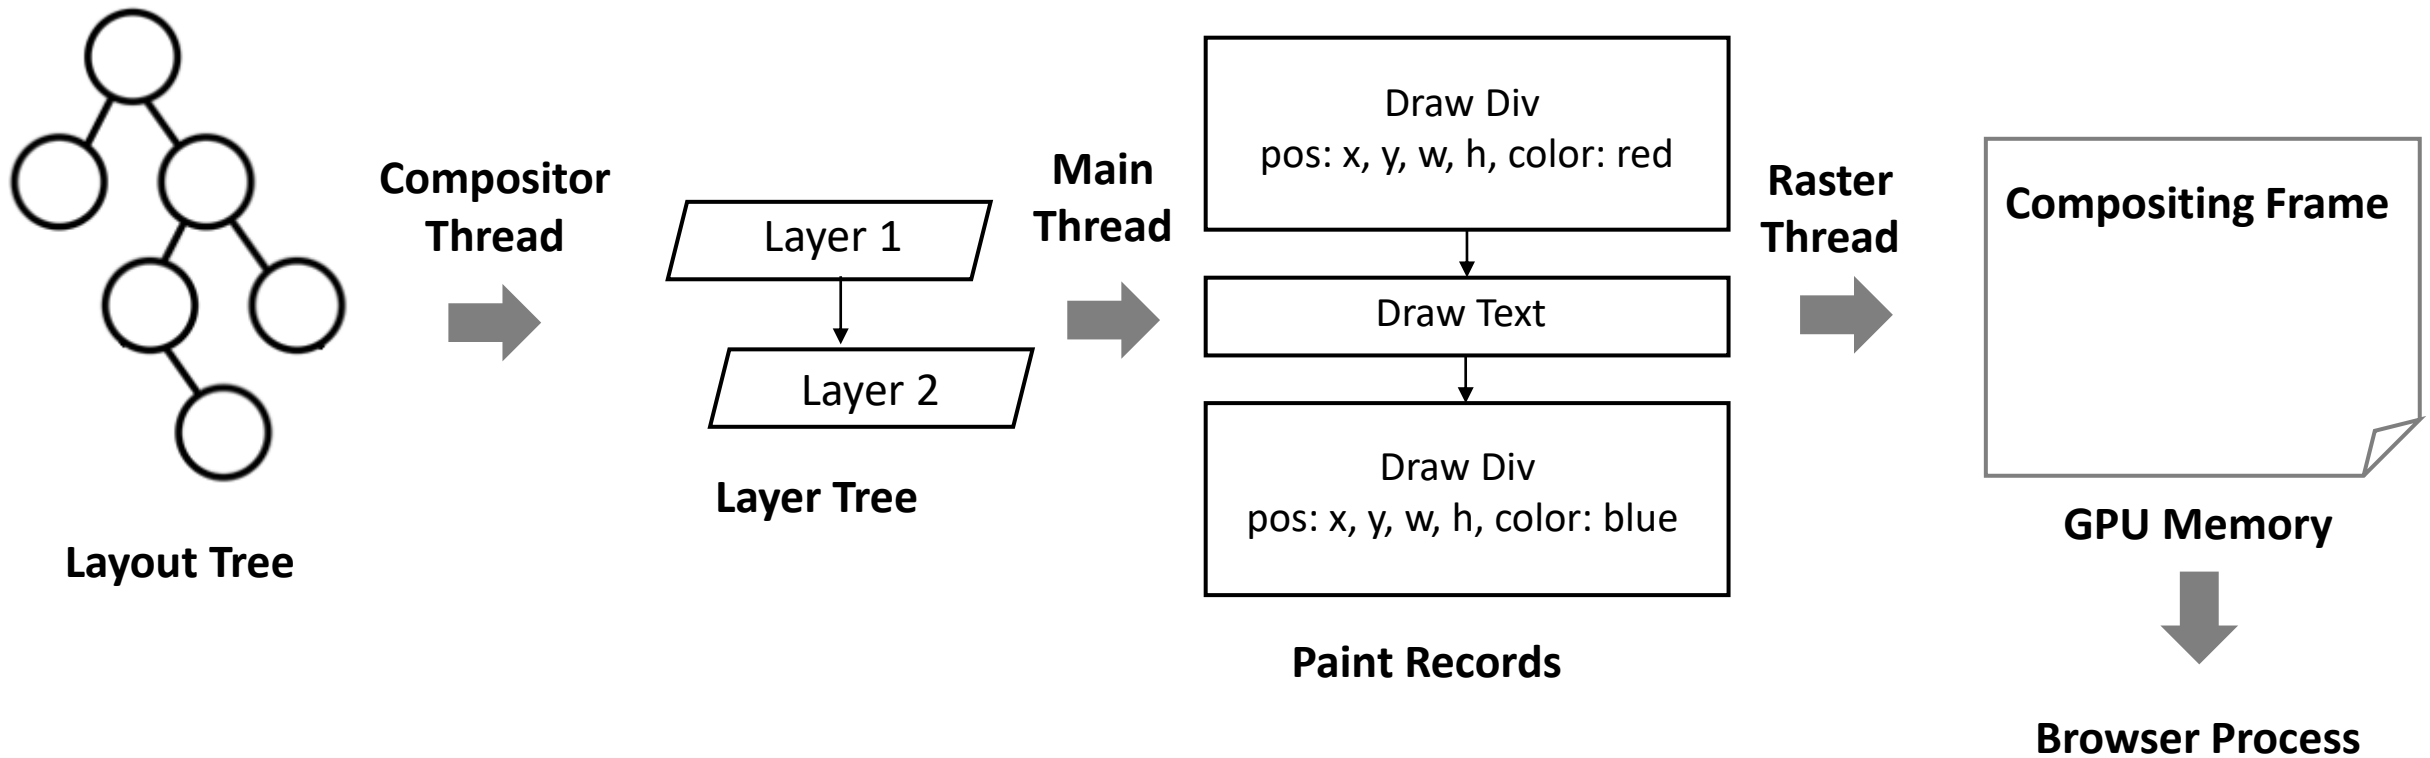 Compositor
Thread
Layout Tree
Layer 1
Layer 2
Layer Tree
Main
Thread
Draw Div
pos: x, y, w, h, color: red
Draw Text
Draw Div
pos: x, y, w, h, color: blue
Paint Records
Raster
Thread
Compositing Frame
GPU Memory
Browser Process